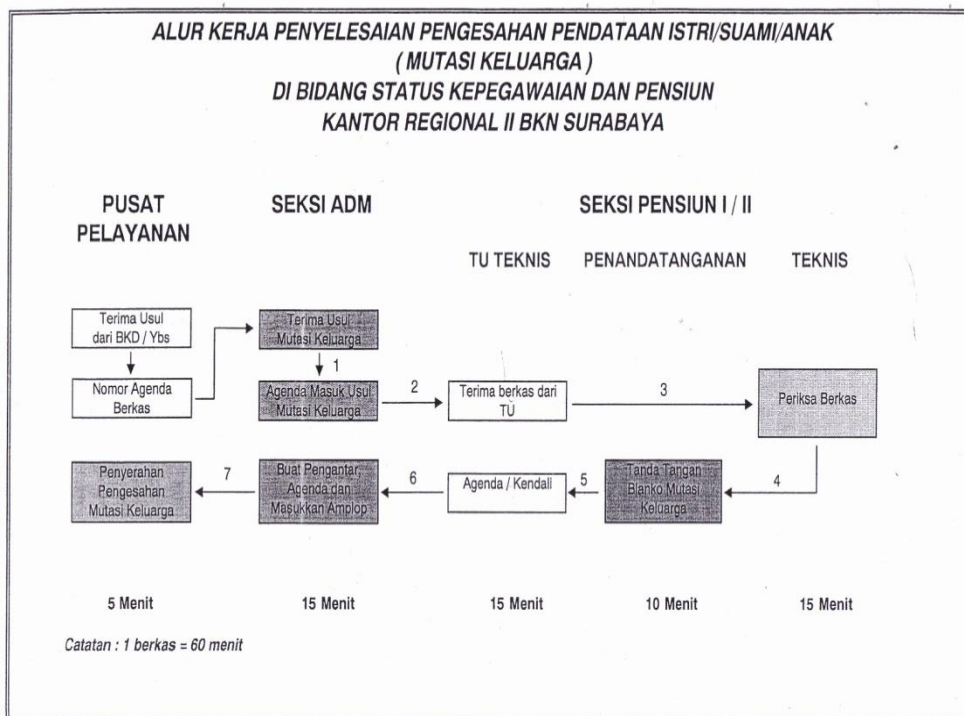 ALUR KERJA PENYELESAIAN PENGESAHAN PENDATAAN ISTRI/SUAMI/ANAK
( MUTASI KELUARGA )
DI BIDANG STATUS KEPEGAWAIAN DAN PENSIUN
KANTOR REGIONAL II BKN SURABAYA
PUSAT
PELAYANAN
SEKSI ADM
SEKSI PENSIUN I / II
TU TEKNIS
PENANDATANGANAN
TEKNIS
Terima Usul
dari BKD / Ybs
Nomor Agenda
Berkas
Terima Usul
Mutasi Keluarga
1
Agenda Masuk Usul
Mutasi Keluarga
2
Terima berkas dari
TU
3
Periksa Berkas
4
Tanda Tangan
Blanko Mutasi
Keluarga
5
Agenda / Kendali
6
Buat Pengantar,
Agenda dan
Masukkan Amplop
7
Penyerahan
Pengesahan
Mutasi Keluarga
5 Menit
15 Menit
15 Menit
10 Menit
15 Menit
Catatan : 1 berkas = 60 menit